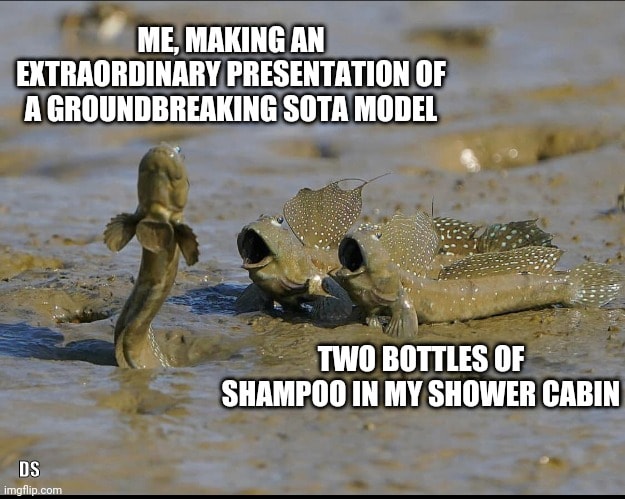 ME, MAKING AN
EXTRAORDINARY PRESENTATION OF
A GROUNDBREAKING SOTA MODEL
TWO BOTTLES OF
SHAMPOO IN MY SHOWER CABIN
DS
imgflip.com